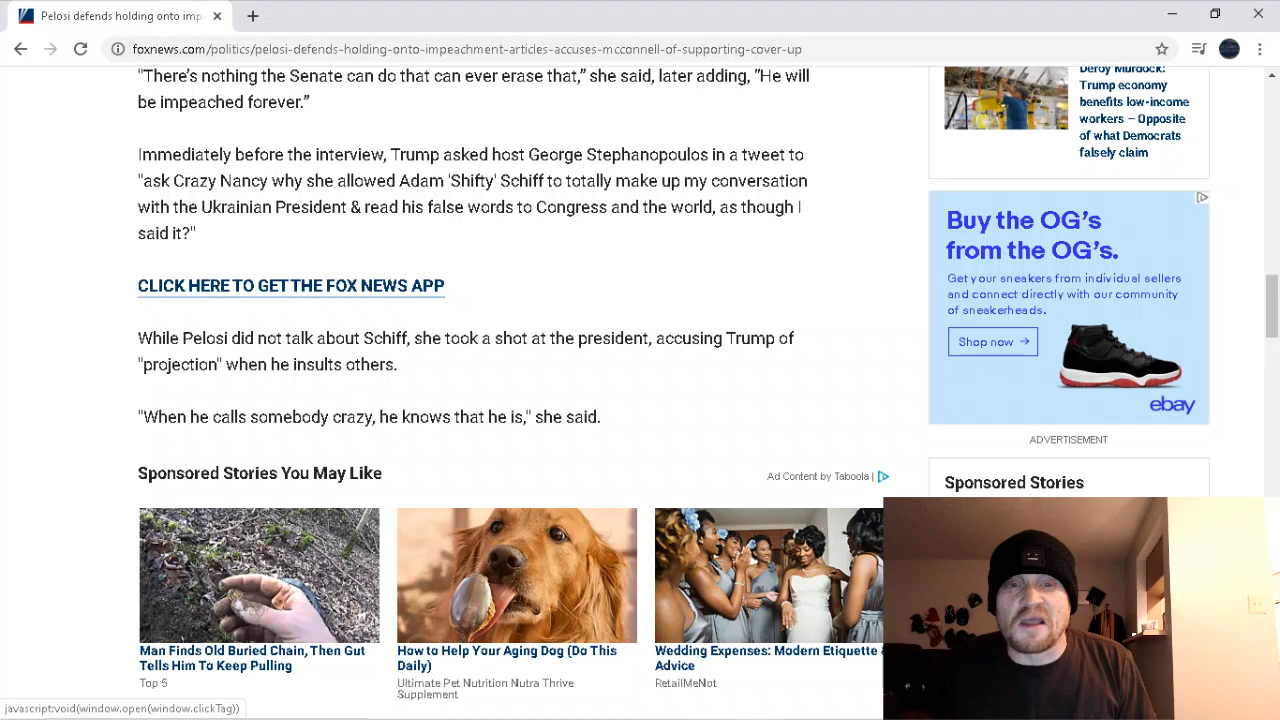 Pelosi defends holding onto imp
foxnews.com/politics/pelosi-defends-holding-onto-impeachment-articles-accuses-mcconnell-of-supporting-cover-up
"There's nothing the Senate can do that can ever erase that," she said, later adding, "He will
be impeached forever."
Immediately before the interview, Trump asked host George Stephanopoulos in a tweet to
"ask Crazy Nancy why she allowed Adam 'Shifty' Schiff to totally make up my conversation
with the Ukrainian President & read his false words to Congress and the world, as though I
said it?"
CLICK HERE TO GET THE FOX NEWS APP
While Pelosi did not talk about Schiff, she took a shot at the president, accusing Trump of
"projection" when he insults others.
"When he calls somebody crazy, he knows that he is," she said.
Sponsored Stories You May Like
Ad Content by Taboola |
Man Finds Old Buried Chain, Then Gut
Tells Him To Keep Pulling
Top 5
How to Help Your Aging Dog (Do This
Daily)
Ultimate Pet Nutrition Nutra Thrive
Supplement
Wedding Expenses: Modern Etiquette
Advice
RetailMeNot
Deroy Murdock:
Trump economy
benefits low-income
workers – Opposite
of what Democrats
falsely claim
Buy the OG's
from the OG's.
Get your sneakers from individual sellers
and connect directly with our community
of sneakerheads.
Shop now →
ebay
ADVERTISEMENT
Sponsored Stories
javascript:void(window.open(window.clickTag))